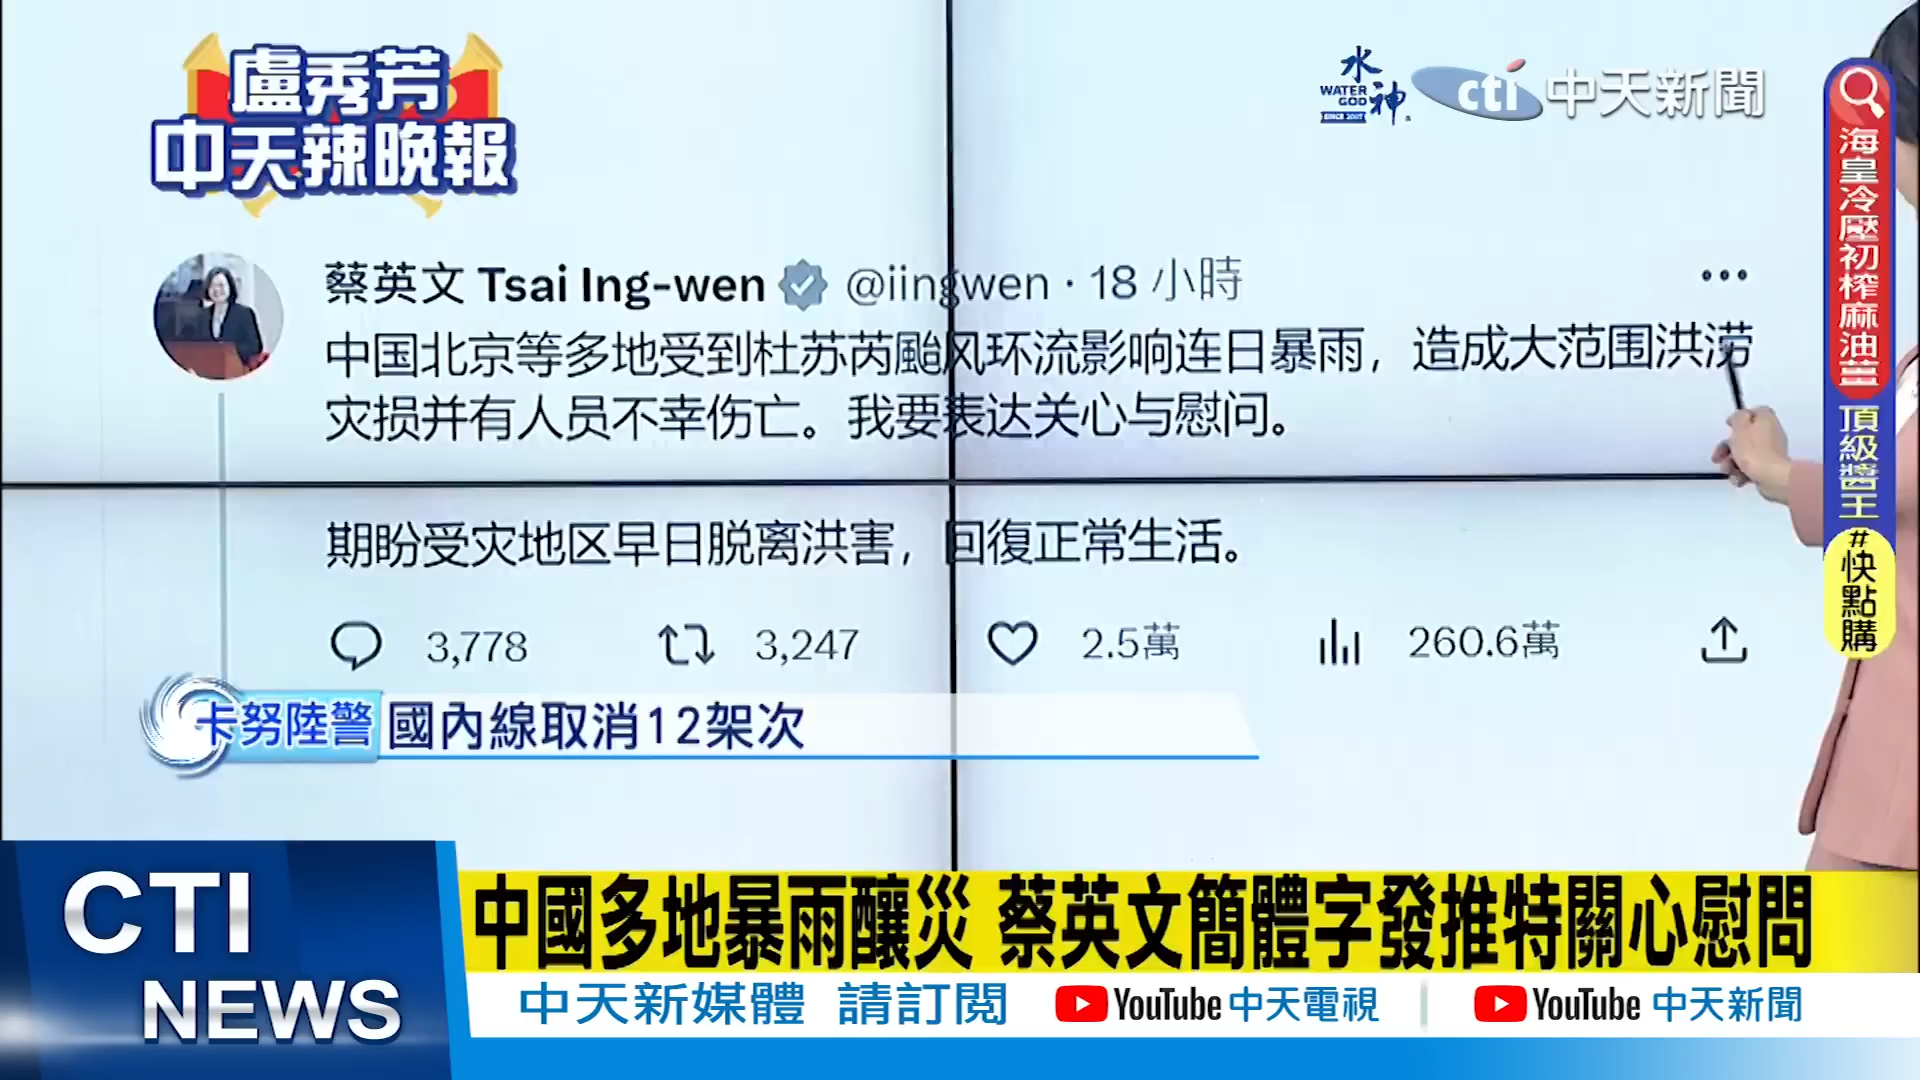 盧秀芳
中天辣晚報
水神
WATER GOD
SINCE 2007
cti 中天新聞
海皇冷壓初榨麻油薑
頂級醬王
#快點購
蔡英文 Tsai Ing-wen @iingwen · 18 小時
中国北京等多地受到杜苏芮颱风环流影响连日暴雨，造成大范围洪涝
灾损并有人员不幸伤亡。我要表达关心与慰问。
期盼受灾地区早日脱离洪害，回復正常生活。
3,778 3,247 2.5萬 260.6萬
卡努陸警 國內線取消12架次
CTI NEWS
中國多地暴雨釀災 蔡英文簡體字發推特關心慰問
中天新媒體 請訂閱 YouTube 中天電視 YouTube 中天新聞